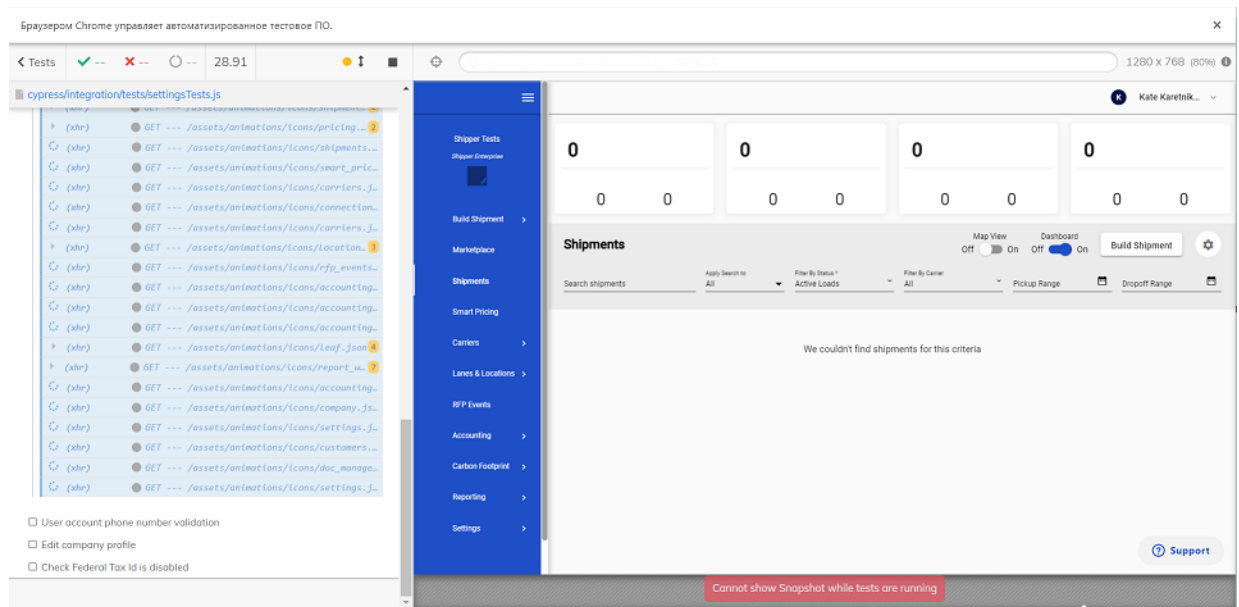 Браузером Chrome управляет автоматизированное тестовое ПО.
Tests -- -- -- 28.91
1280 x 768 (80%)
cypress/integration/tests/settingsTests.js
(xhr) GET --- /assets/animations/icons/shipment... 2
(xhr) GET --- /assets/animations/icons/pricing... 2
(xhr) GET --- /assets/animations/icons/shipments...
(xhr) GET --- /assets/animations/icons/smart_pric...
(xhr) GET --- /assets/animations/icons/carriers.j...
(xhr) GET --- /assets/animations/icons/connection...
(xhr) GET --- /assets/animations/icons/carriers.j...
(xhr) GET --- /assets/animations/icons/location... 3
(xhr) GET --- /assets/animations/icons/rfp_events...
(xhr) GET --- /assets/animations/icons/accounting...
(xhr) GET --- /assets/animations/icons/accounting...
(xhr) GET --- /assets/animations/icons/accounting...
(xhr) GET --- /assets/animations/icons/Leaf.json 4
(xhr) GET --- /assets/animations/icons/report_w... 7
(xhr) GET --- /assets/animations/icons/accounting...
(xhr) GET --- /assets/animations/icons/company.js...
(xhr) GET --- /assets/animations/icons/settings.j...
(xhr) GET --- /assets/animations/icons/customers...
(xhr) GET --- /assets/animations/icons/doc_manage...
(xhr) GET --- /assets/animations/icons/settings.j...
User account phone number validation
Edit company profile
Check Federal Tax Id is disabled
Shipper Tests
Shipper Enterprise
Build Shipment
Marketplace
Shipments
Smart Pricing
Carriers
Lanes & Locations
RFP Events
Accounting
Carbon Footprint
Reporting
Settings
K Kate Karetnik...
0 0 0 0
0 0 0 0 0 0 0 0
Shipments
Map View Dashboard
Off On Off On Build Shipment
Apply Search to Filter By Status * Filter By Carrier
Search shipments All Active Loads All Pickup Range Dropoff Range
We couldn't find shipments for this criteria
Support
Cannot show Snapshot while tests are running